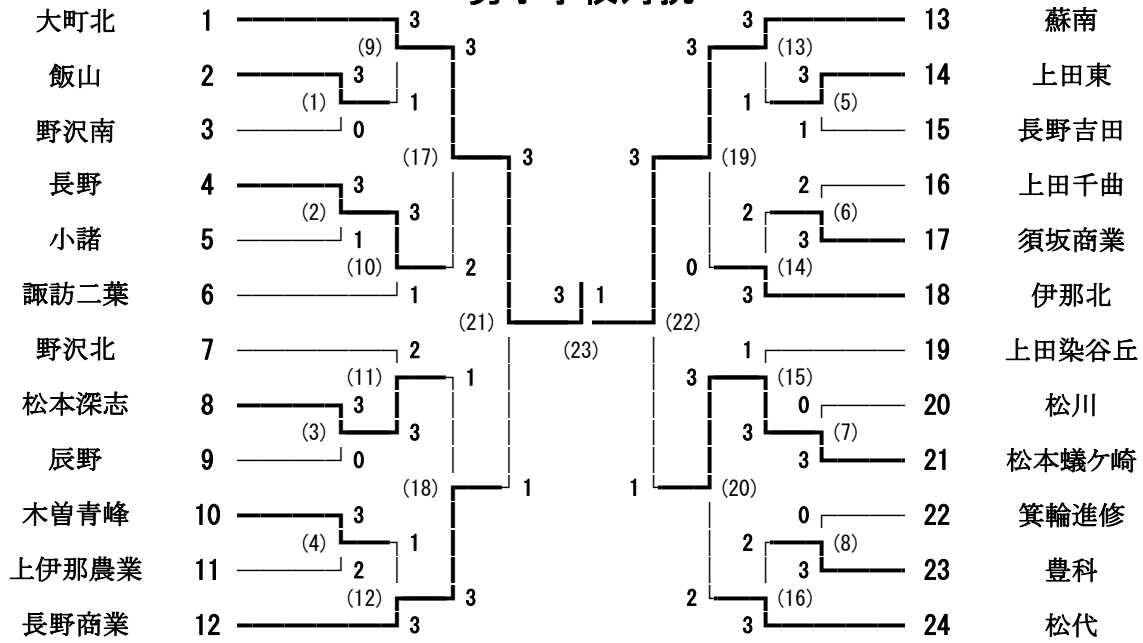 大町北 1 3 3 13 蘇南
(9) 3 3 (13)
飯山 2 3 3 14 上田東
(1) 1 1 (5)
野沢南 3 0 1 15 長野吉田
(17) 3 3 (19)
長野 4 3 2 16 上田千曲
(2) 3 2 (6)
小諸 5 1 3 17 須坂商業
(10) 2 0 (14)
諏訪二葉 6 1 3 1 3 18 伊那北
(21) (22)
野沢北 7 2 (23) 1 19 上田染谷丘
(11) 1 3 (15)
松本深志 8 3 0 20 松川
(3) 3 3 (7)
辰野 9 0 3 21 松本蟻ケ崎
(18) 1 1 (20)
木曽青峰 10 3 0 22 箕輪進修
(4) 1 2 (8)
上伊那農業 11 2 3 23 豊科
(12) 3 2 (16)
長野商業 12 3 3 24 松代